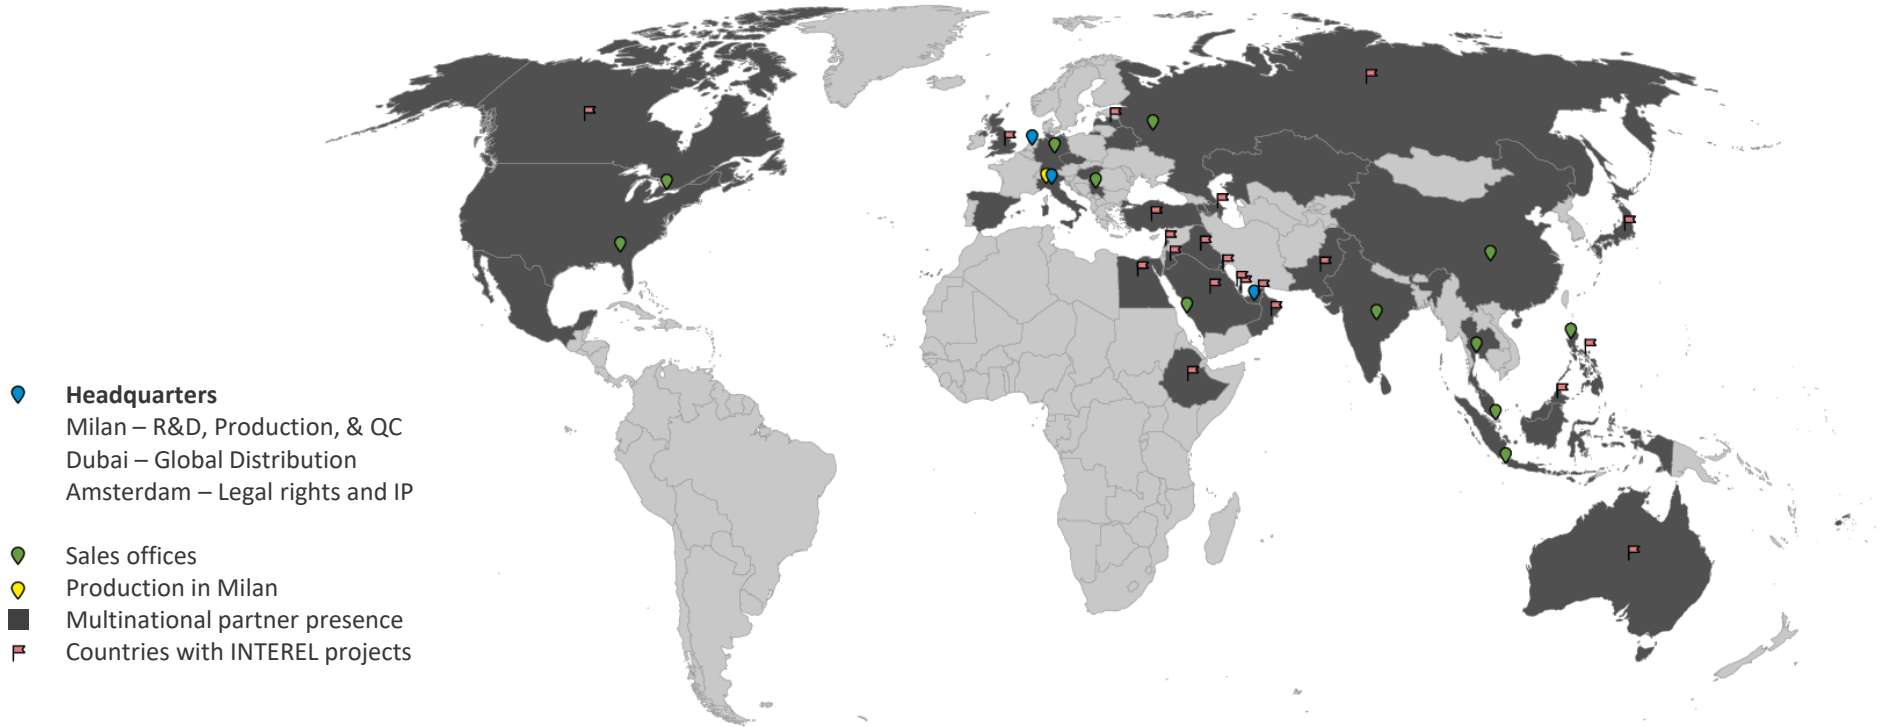 Headquarters
Milan – R&D, Production, & QC
Dubai – Global Distribution
Amsterdam – Legal rights and IP
Sales offices
Production in Milan
Multinational partner presence
Countries with INTEREL projects